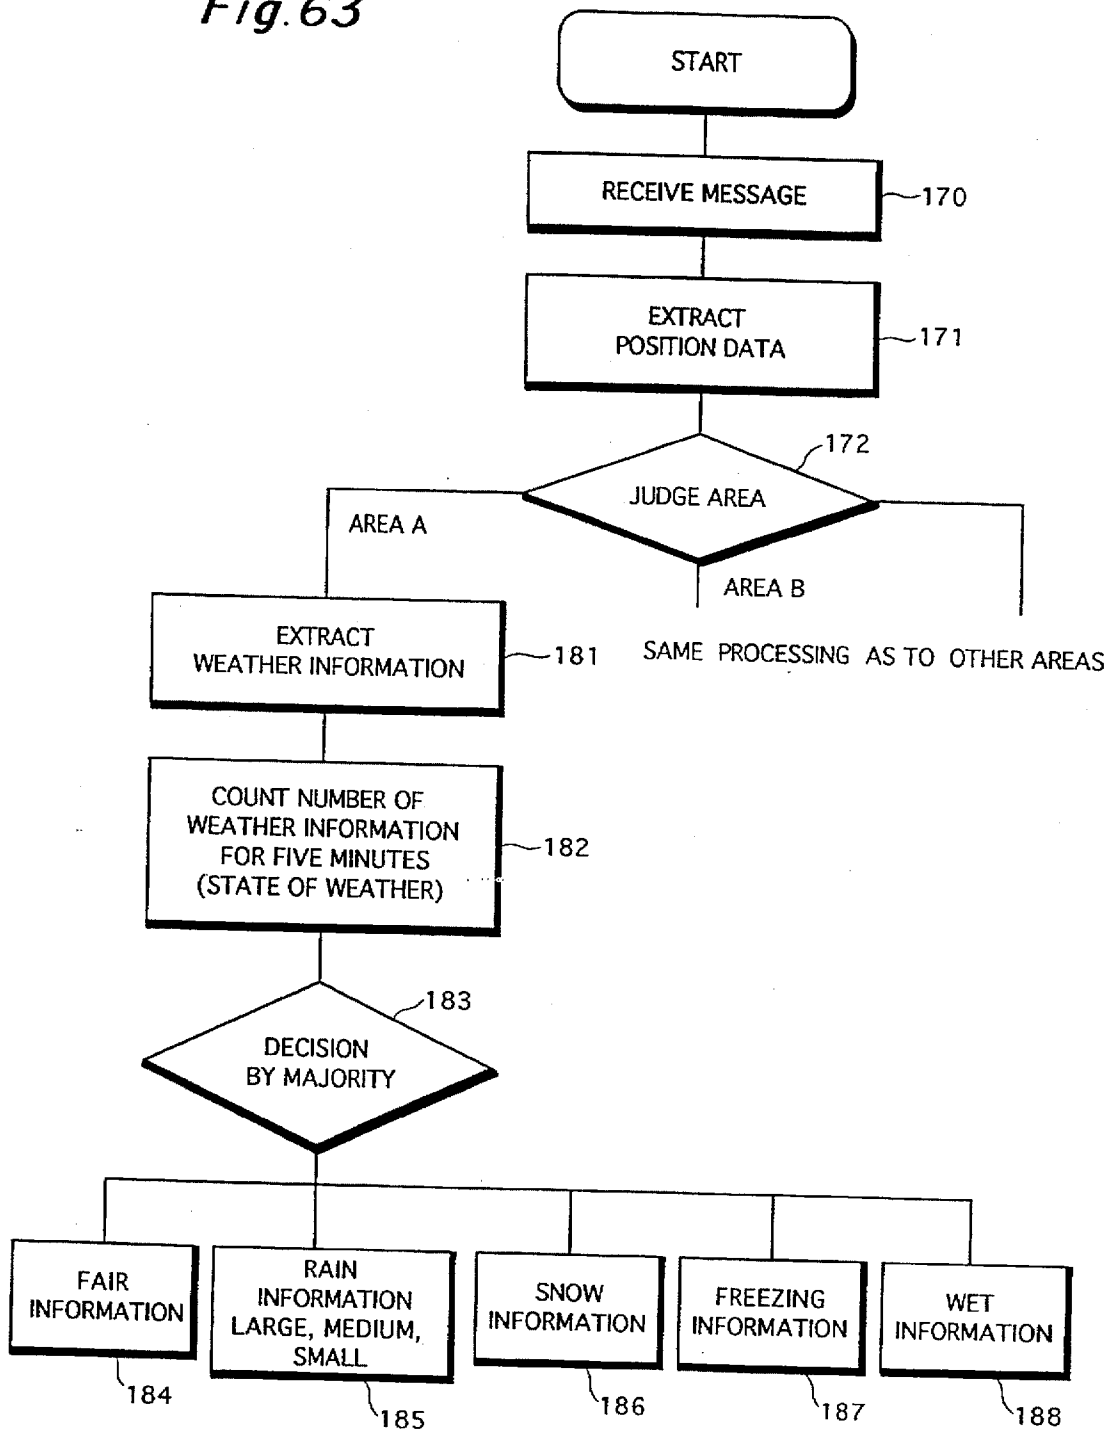 Fig.63
START
RECEIVE MESSAGE
170
EXTRACT
POSITION DATA
171
172
JUDGE AREA
AREA A
AREA B
EXTRACT
WEATHER INFORMATION
181
SAME PROCESSING AS TO OTHER AREAS
COUNT NUMBER OF
WEATHER INFORMATION
FOR FIVE MINUTES
(STATE OF WEATHER)
182
183
DECISION
BY MAJORITY
FAIR
INFORMATION
184
RAIN
INFORMATION
LARGE, MEDIUM,
SMALL
185
SNOW
INFORMATION
186
FREEZING
INFORMATION
187
WET
INFORMATION
188